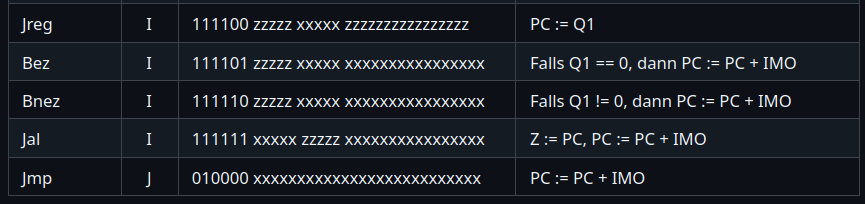 Jreg I 111100 zzzzz xxxxx zzzzzzzzzzzzzzzz PC := Q1
Bez I 111101 zzzzz xxxxx xxxxxxxxxxxxxxxx Falls Q1 == 0, dann PC := PC + IMO
Bnez I 111110 zzzzz xxxxx xxxxxxxxxxxxxxxx Falls Q1 != 0, dann PC := PC + IMO
Jal I 111111 xxxxx zzzzz xxxxxxxxxxxxxxxx Z := PC, PC := PC + IMO
Jmp J 010000 xxxxxxxxxxxxxxxxxxxxxxxxxx PC := PC + IMO